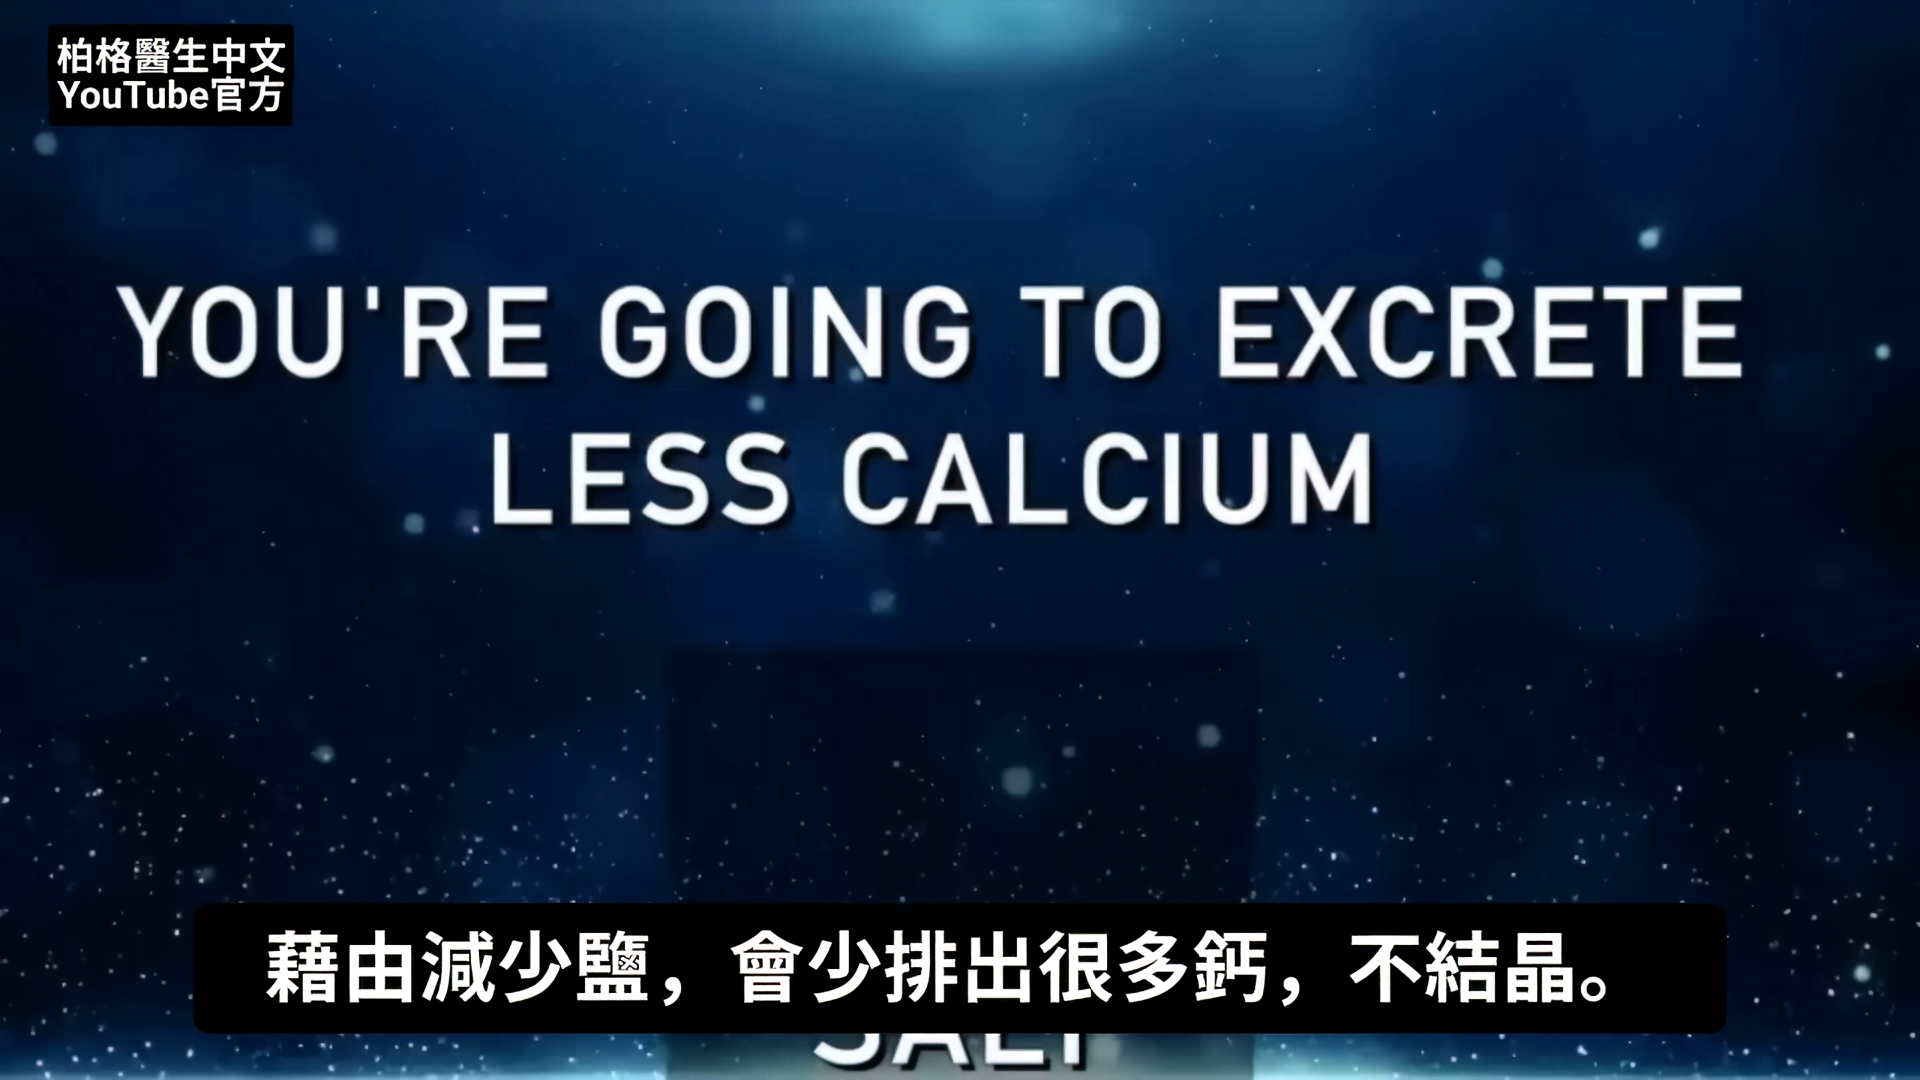 柏格醫生中文
YouTube官方
YOU'RE GOING TO EXCRETE
LESS CALCIUM
藉由減少鹽，會少排出很多鈣，不結晶。
SALT